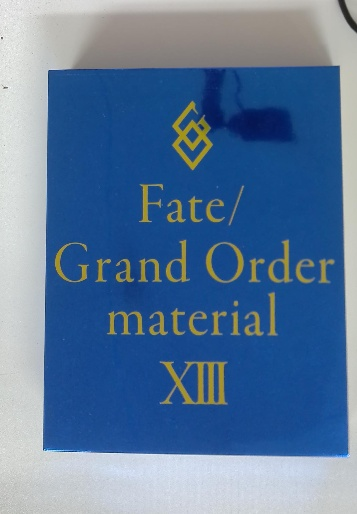 Fate/
Grand Order
material
XIII